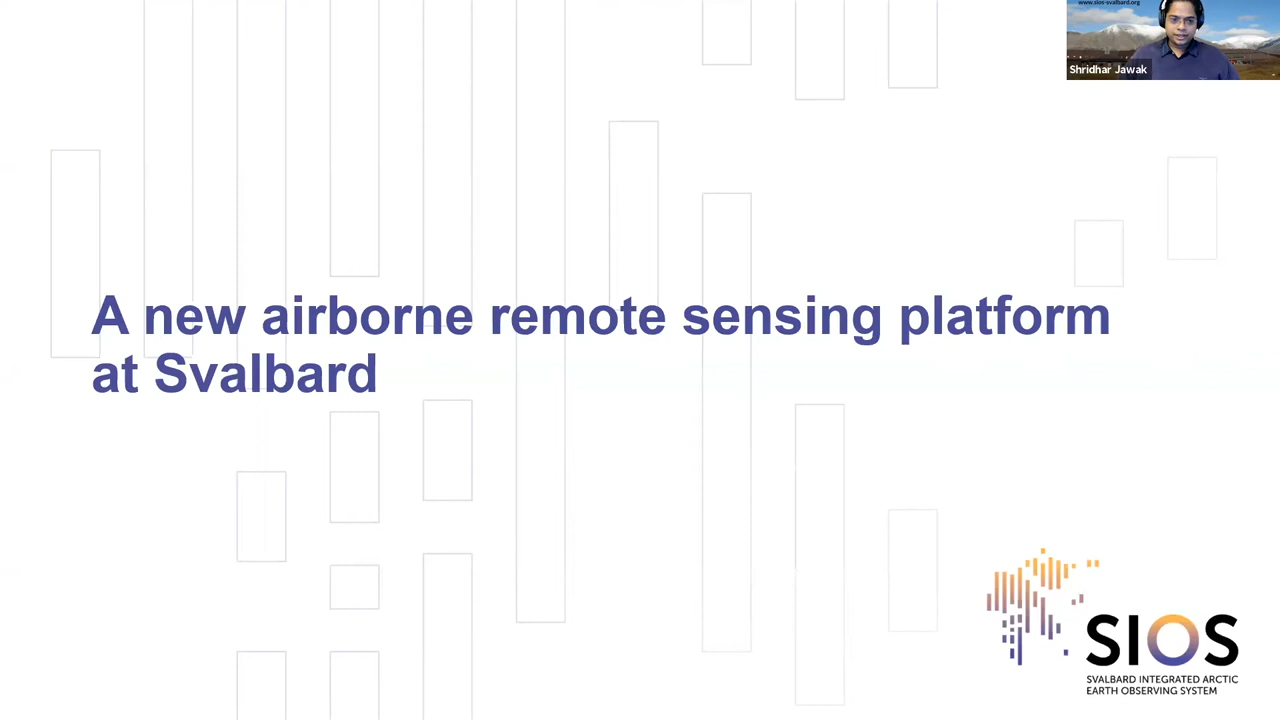 www.sios-svalbard.org
Shridhar Jawak
A new airborne remote sensing platform
at Svalbard
SIOS
SVALBARD INTEGRATED ARCTIC
EARTH OBSERVING SYSTEM